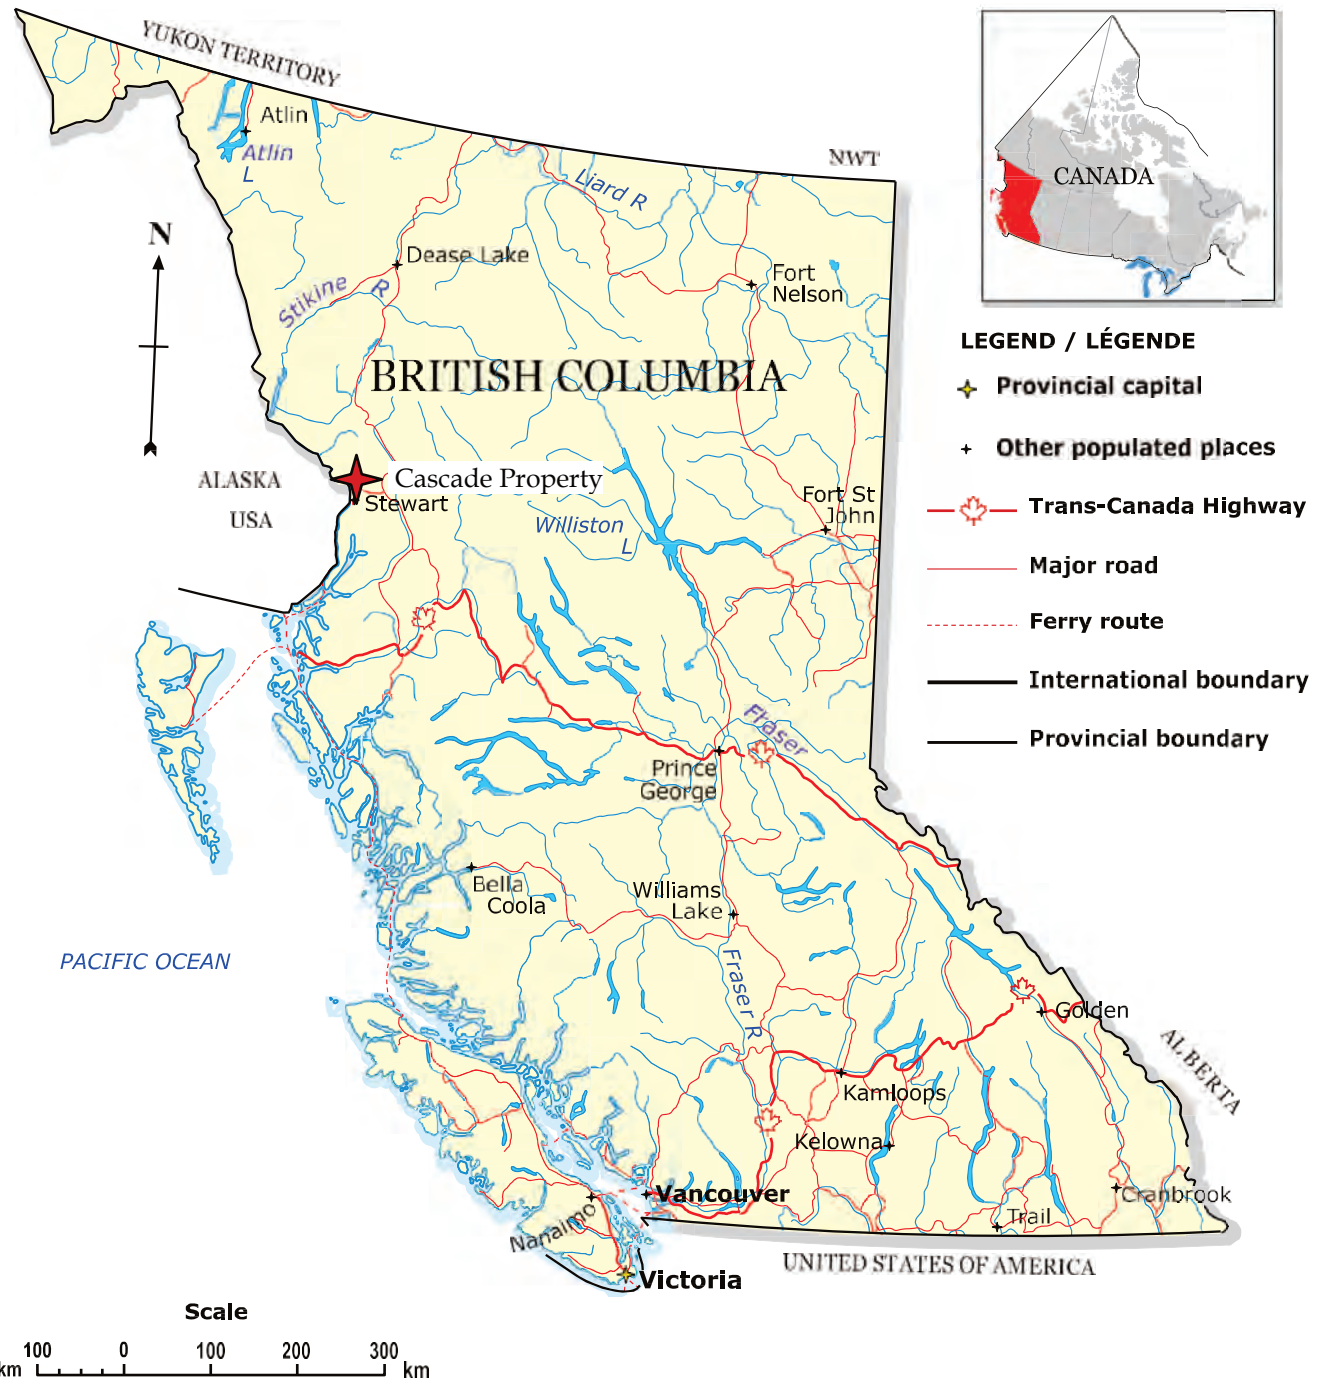 YUKON TERRITORY
NWT
Atlin
Atlin
L
Liard R
N
Dease Lake
Stikine
R
Fort
Nelson
BRITISH COLUMBIA
ALASKA
USA
Cascade Property
Stewart
Williston
L
Fort St
John
Fraser
Prince
George
Bella
Coola
Williams
Lake
PACIFIC OCEAN
Fraser R
Golden
ALBERTA
Kamloops
Kelowna
Vancouver
Cranbrook
Nanaimo
Trail
UNITED STATES OF AMERICA
Victoria
CANADA
LEGEND / LÉGENDE
Provincial capital
Other populated places
Trans-Canada Highway
Major road
Ferry route
International boundary
Provincial boundary
Scale
100 0 100 200 300
km km